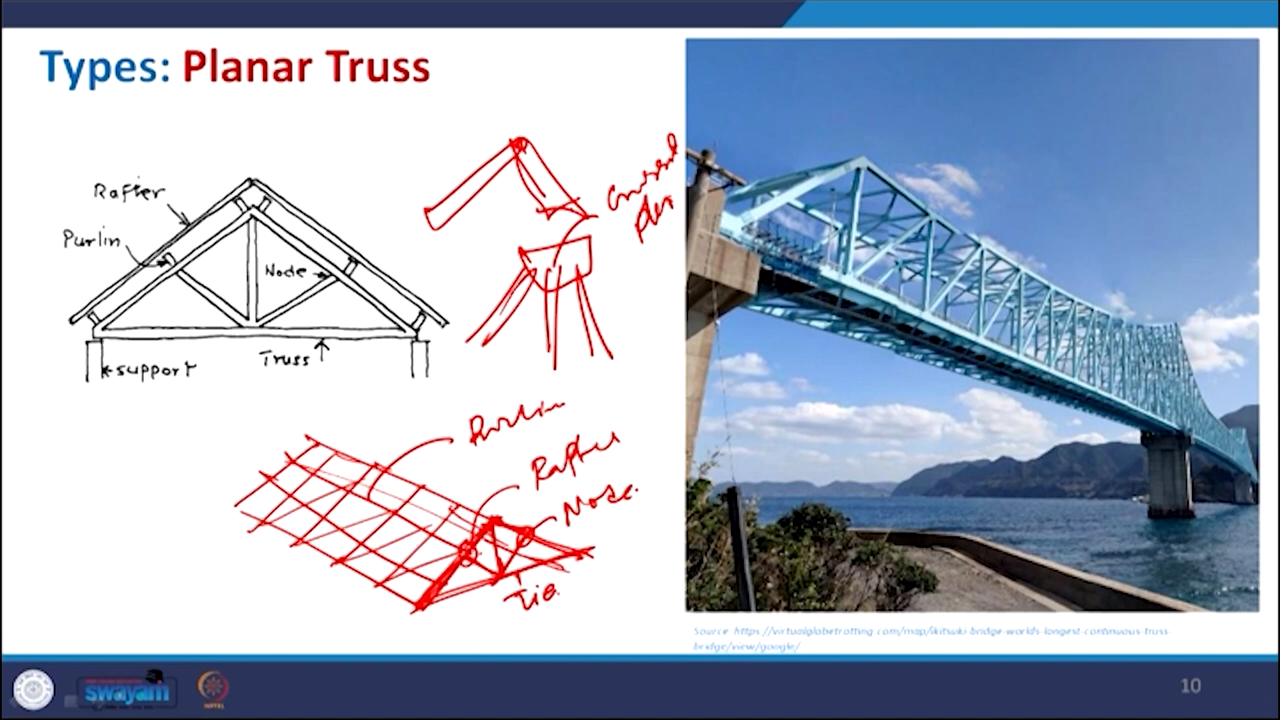 Types: Planar Truss
Rafter
Purlin
Node
Truss
support
Purlin
Rafter
Node
Tie
Source: https://virtualglobetrotting.com/map/ikitsuki-bridge-worlds-longest-continuous-truss-
bridge/view/google/
swayam
10